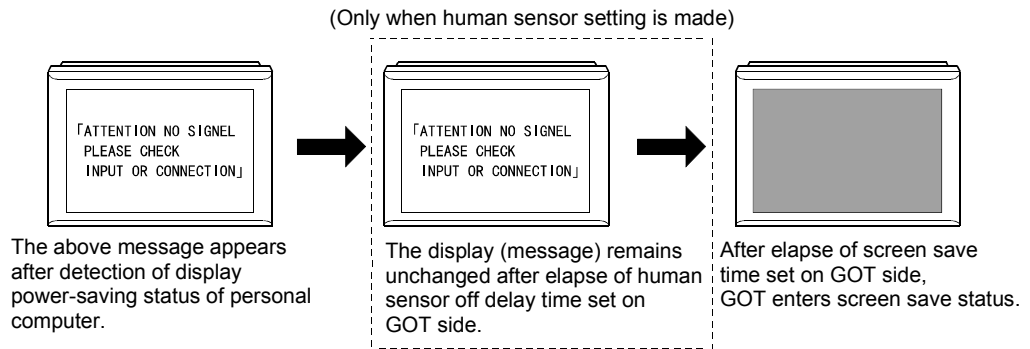 (Only when human sensor setting is made)
「ATTENTION NO SIGNEL
PLEASE CHECK
INPUT OR CONNECTION」
The above message appears
after detection of display
power-saving status of personal
computer.
「ATTENTION NO SIGNEL
PLEASE CHECK
INPUT OR CONNECTION」
The display (message) remains
unchanged after elapse of human
sensor off delay time set on
GOT side.
After elapse of screen save
time set on GOT side,
GOT enters screen save status.